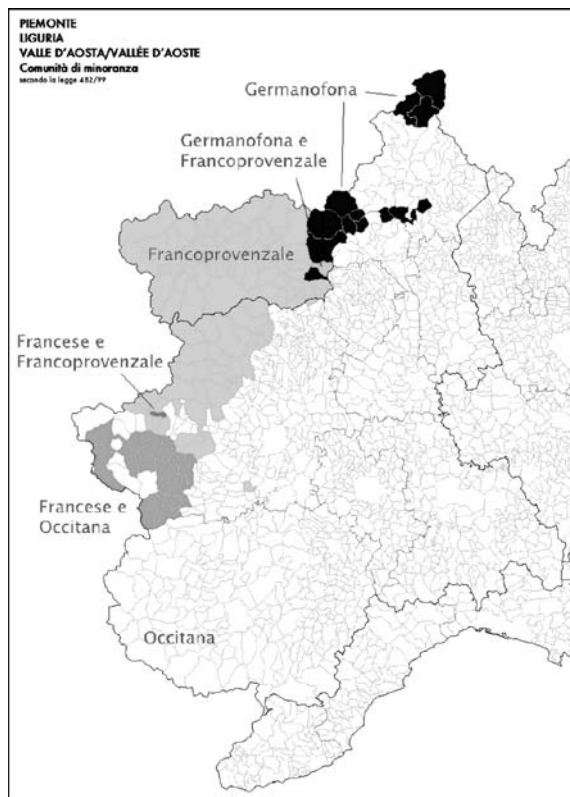 PIEMONTE
LIGURIA
VALLE D'AOSTA/VALLÉE D'AOSTE
Comunità di minoranza
secondo la legge 482/99
Germanofona
Germanofona e
Francoprovenzale
Francoprovenzale
Francese e
Francoprovenzale
Francese e
Occitana
Occitana